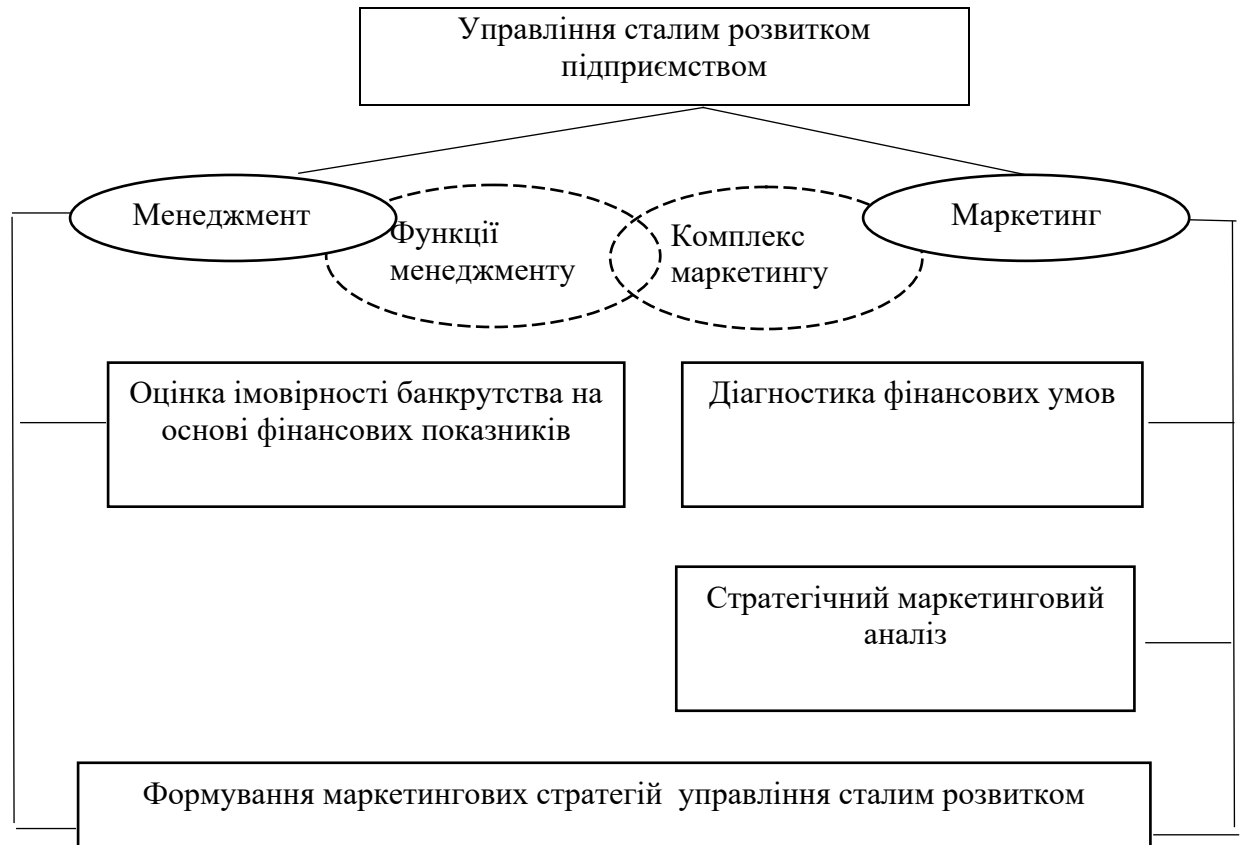 Управління сталим розвитком
підприємством
Менеджмент
Функції
менеджменту
Комплекс
маркетингу
Маркетинг
Оцінка імовірності банкрутства на
основі фінансових показників
Діагностика фінансових умов
Стратегічний маркетинговий
аналіз
Формування маркетингових стратегій управління сталим розвитком